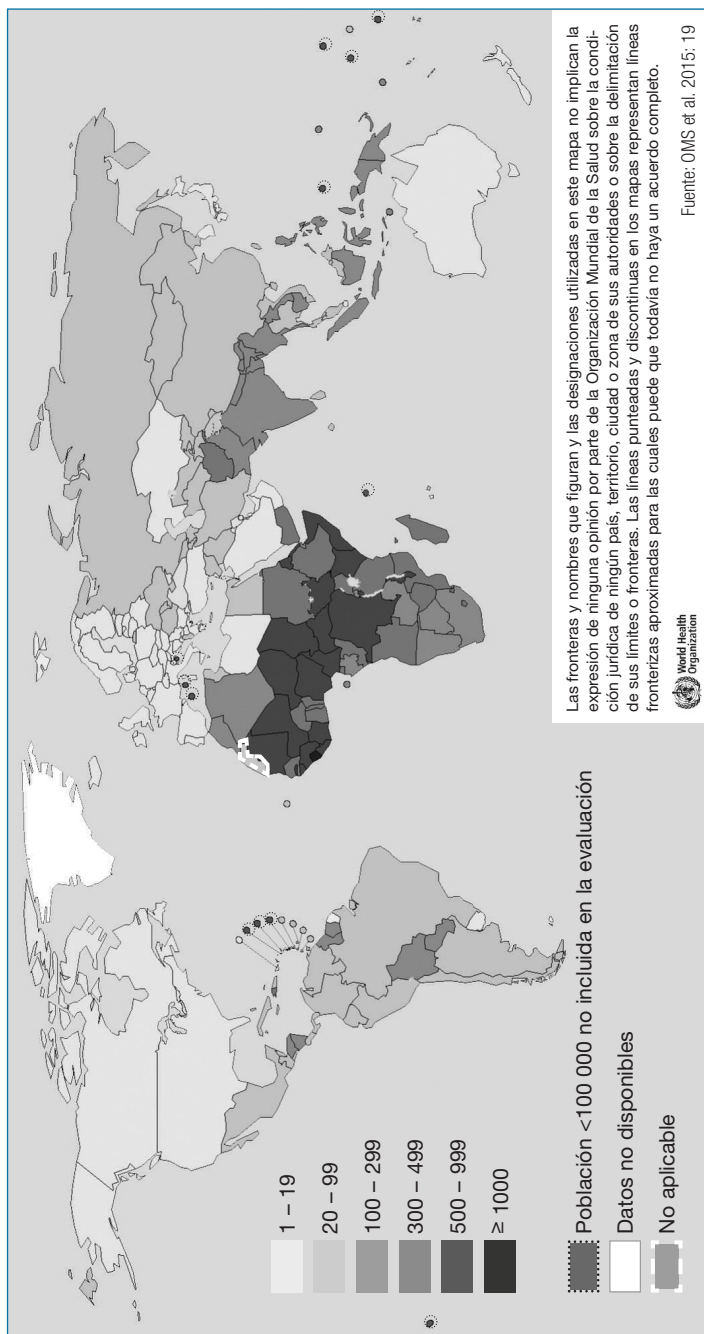 1 – 19
20 – 99
100 – 299
300 – 499
500 – 999
≥ 1000
Población <100 000 no incluida en la evaluación
Datos no disponibles
No aplicable
Las fronteras y nombres que figuran y las designaciones utilizadas en este mapa no implican la
expresión de ninguna opinión por parte de la Organización Mundial de la Salud sobre la condi-
ción jurídica de ningún país, territorio, ciudad o zona de sus autoridades o sobre la delimitación
de sus límites o fronteras. Las líneas punteadas y discontinuas en los mapas representan líneas
fronterizas aproximadas para las cuales puede que todavía no haya un acuerdo completo.
World Health
Organization
Fuente: OMS et al. 2015: 19